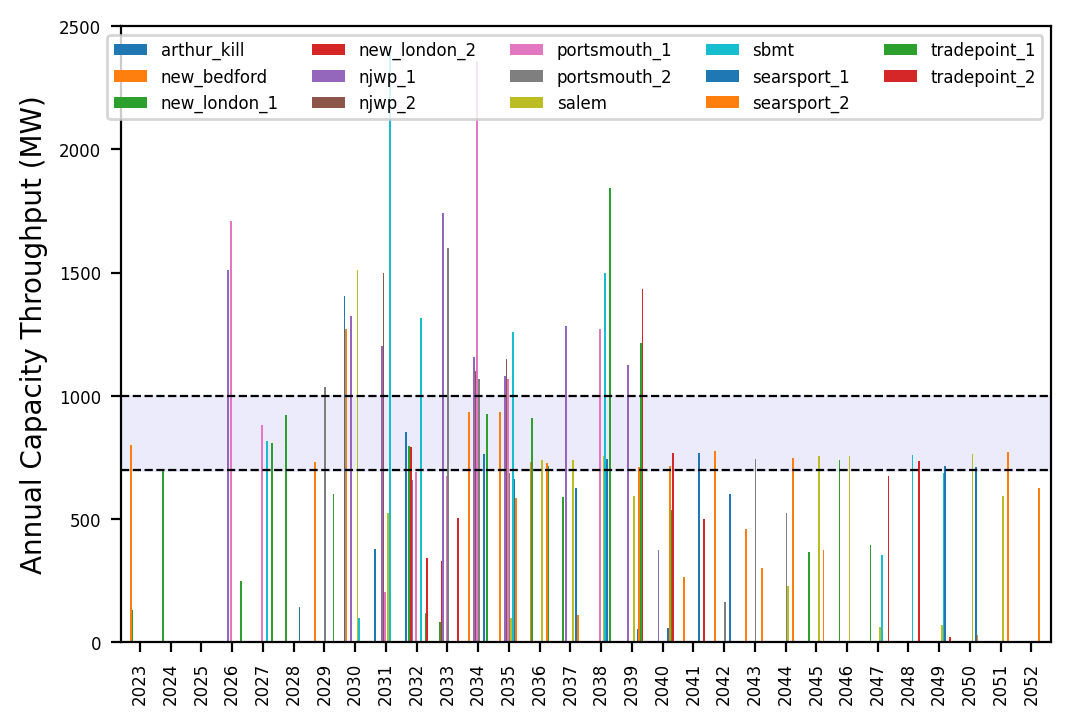 Annual Capacity Throughput (MW)
2500
2000
1500
1000
500
0
arthur_kill
new_bedford
new_london_1
new_london_2
njwp_1
njwp_2
portsmouth_1
portsmouth_2
salem
sbmt
searsport_1
searsport_2
tradepoint_1
tradepoint_2
2023
2024
2025
2026
2027
2028
2029
2030
2031
2032
2033
2034
2035
2036
2037
2038
2039
2040
2041
2042
2043
2044
2045
2046
2047
2048
2049
2050
2051
2052